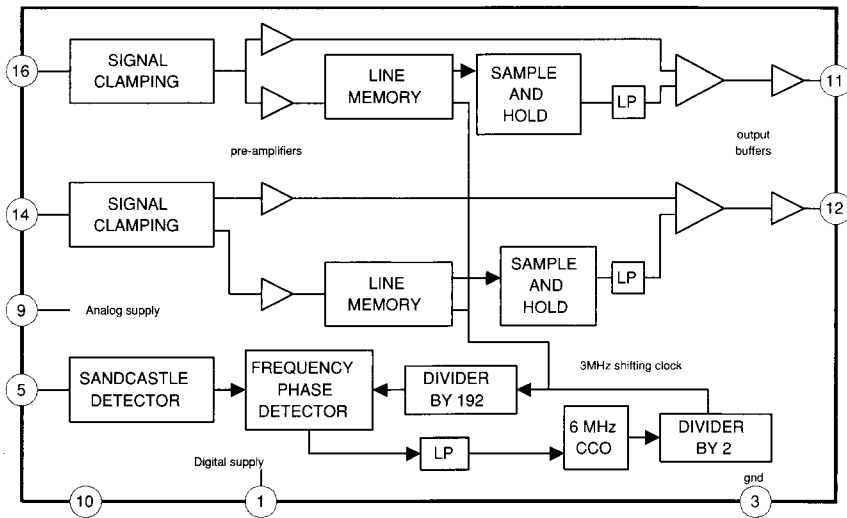 16
SIGNAL
CLAMPING
LINE
MEMORY
SAMPLE
AND
HOLD
LP
11
pre-amplifiers
output
buffers
14
SIGNAL
CLAMPING
12
LINE
MEMORY
SAMPLE
AND
HOLD
LP
9
Analog supply
5
SANDCASTLE
DETECTOR
FREQUENCY
PHASE
DETECTOR
DIVIDER
BY 192
3MHz shifting clock
LP
6 MHz
CCO
DIVIDER
BY 2
Digital supply
gnd
10
1
3